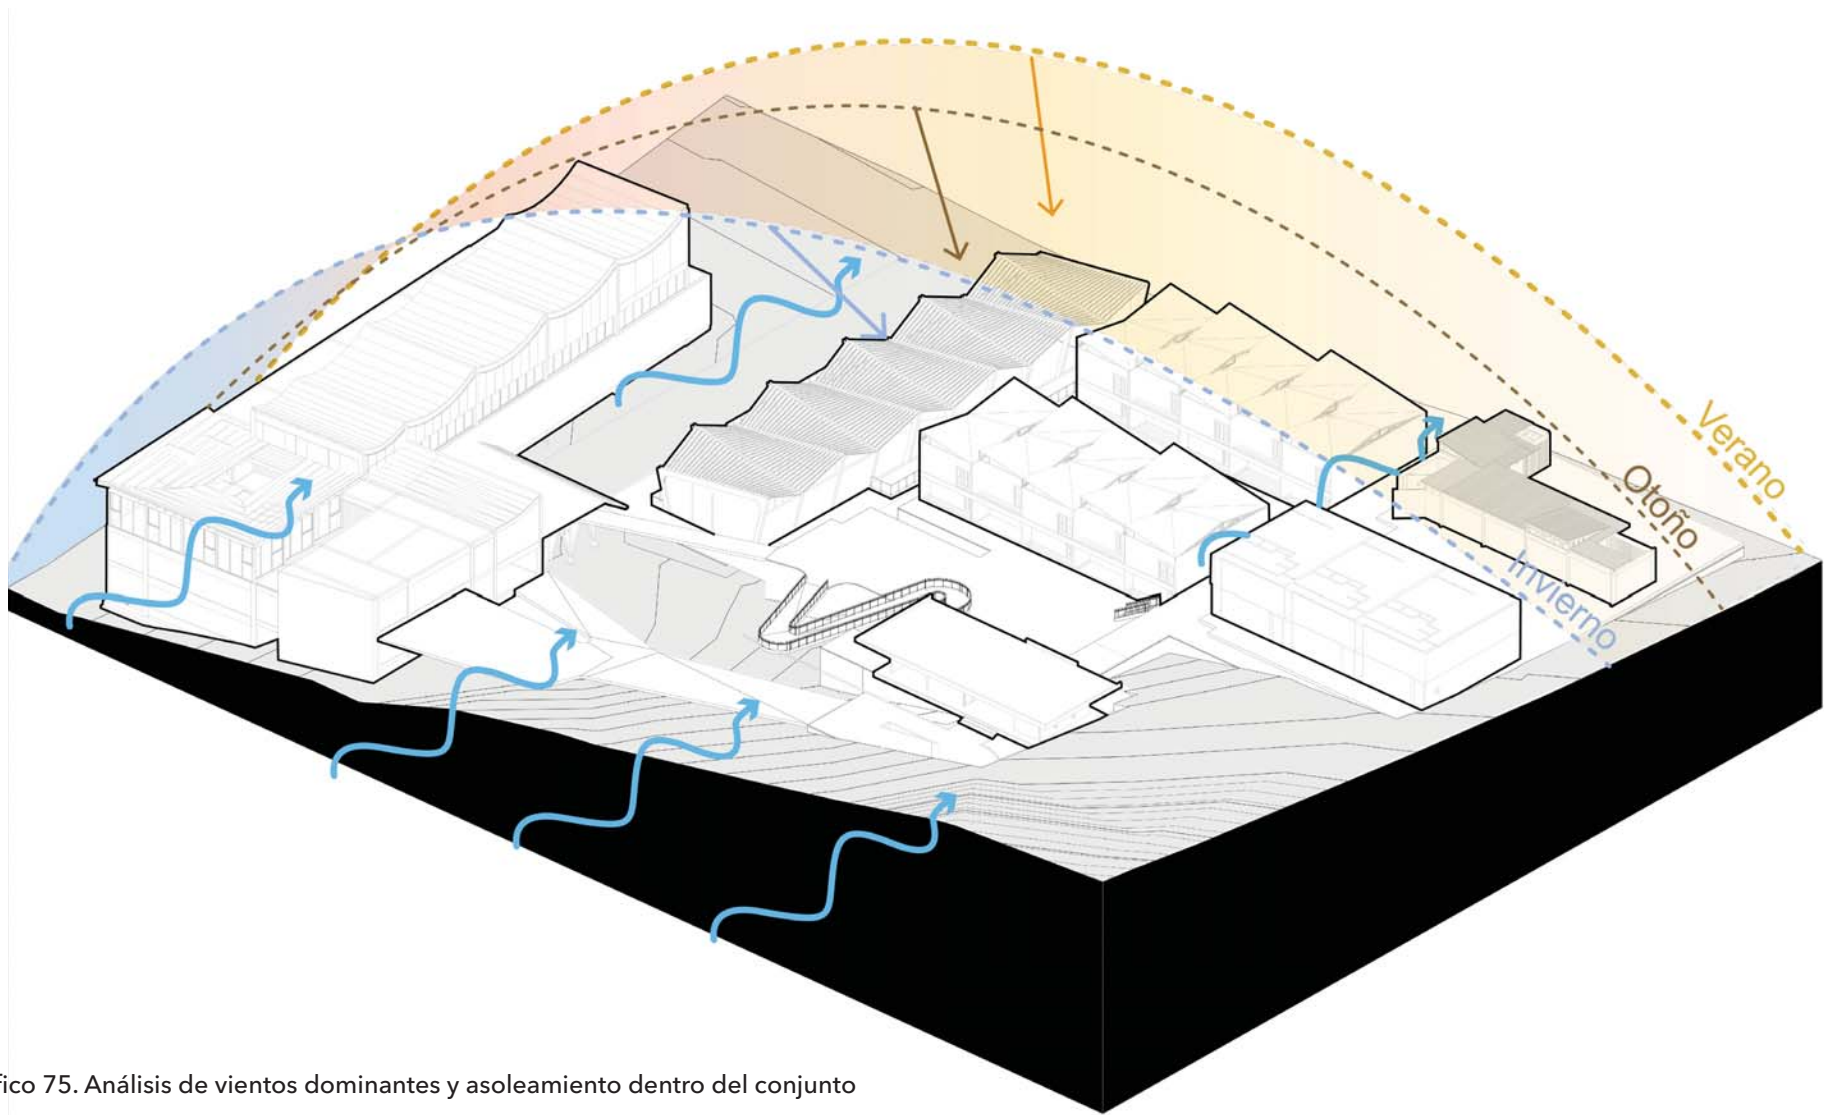 Verano
Otoño
Invierno
fico 75. Análisis de vientos dominantes y asoleamiento dentro del conjunto